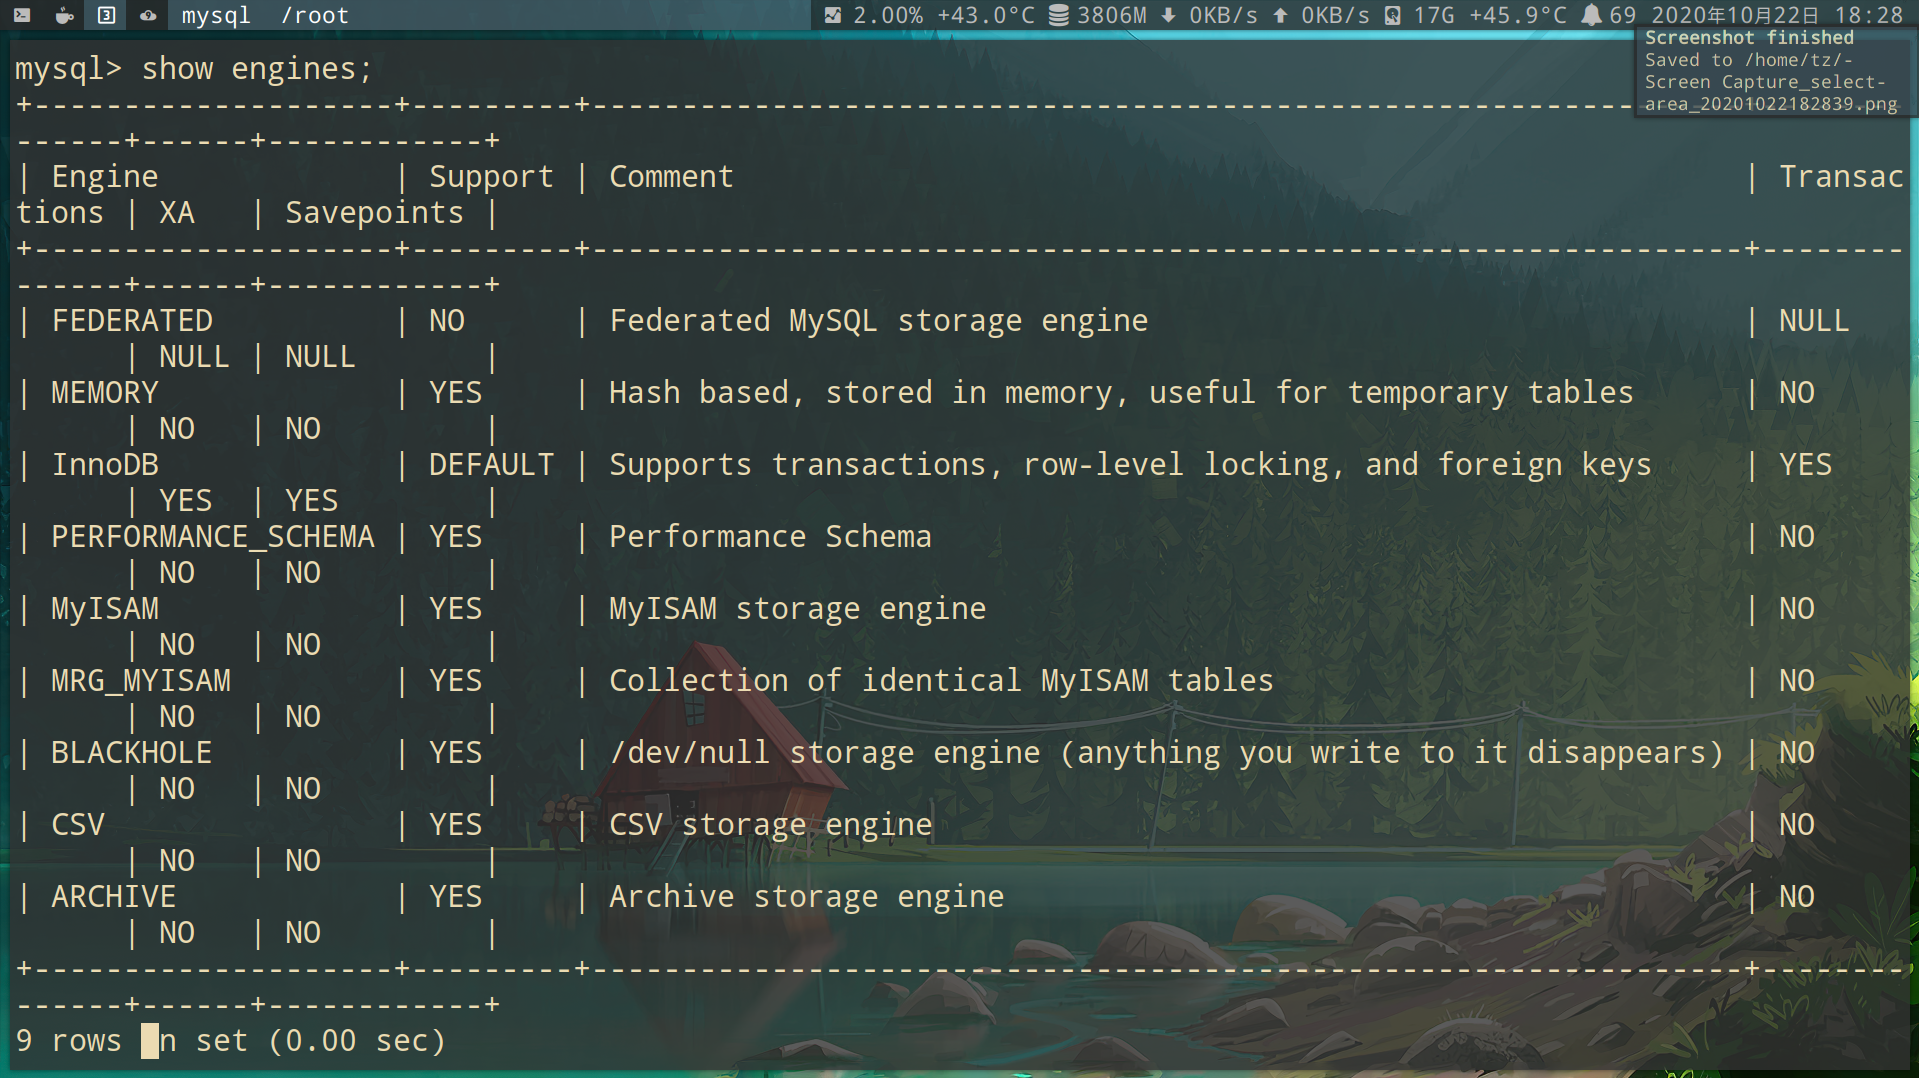 3 mysql /root 2.00% +43.0°C 3806M 0KB/s 0KB/s 17G +45.9°C 69 2020年10月22日 18:28
Screenshot finished
Saved to /home/tz/-
Screen Capture_select-
area_20201022182839.png
mysql> show engines;
+--------------------+---------+----------------------------------------------------------------+--------
------+------+------------+
| Engine             | Support | Comment                                                        | Transac
tions | XA   | Savepoints |
+--------------------+---------+----------------------------------------------------------------+--------
------+------+------------+
| FEDERATED          | NO      | Federated MySQL storage engine                                 | NULL
      | NULL | NULL       |
| MEMORY             | YES     | Hash based, stored in memory, useful for temporary tables      | NO
      | NO   | NO         |
| InnoDB             | DEFAULT | Supports transactions, row-level locking, and foreign keys     | YES
      | YES  | YES        |
| PERFORMANCE_SCHEMA | YES     | Performance Schema                                             | NO
      | NO   | NO         |
| MyISAM             | YES     | MyISAM storage engine                                          | NO
      | NO   | NO         |
| MRG_MYISAM         | YES     | Collection of identical MyISAM tables                          | NO
      | NO   | NO         |
| BLACKHOLE          | YES     | /dev/null storage engine (anything you write to it disappears) | NO
      | NO   | NO         |
| CSV                | YES     | CSV storage engine                                             | NO
      | NO   | NO         |
| ARCHIVE            | YES     | Archive storage engine                                         | NO
      | NO   | NO         |
+--------------------+---------+----------------------------------------------------------------+--------
------+------+------------+
9 rows n set (0.00 sec)